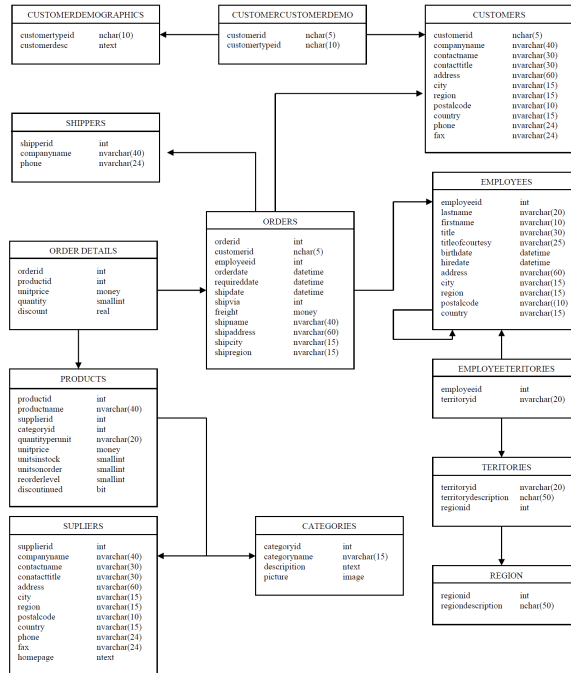 CUSTOMERDEMOGRAPHICS
customertypeid nchar(10)
customerdesc ntext
CUSTOMERCUSTOMERDEMO
customerid nchar(5)
customertypeid nchar(10)
CUSTOMERS
customerid nchar(5)
companyname nvarchar(40)
contactname nvarchar(30)
contacttitle nvarchar(30)
address nvarchar(60)
city nvarchar(15)
region nvarchar(15)
postalcode nvarchar(10)
country nvarchar(15)
phone nvarchar(24)
fax nvarchar(24)
SHIPPERS
shipperid int
companyname nvarchar(40)
phone nvarchar(24)
EMPLOYEES
employeeid int
lastname nvarchar(20)
firstname nvarchar(10)
title nvarchar(30)
titleofcourtesy nvarchar(25)
birthdate datetime
hiredate datetime
address nvarchar(60)
city nvarchar(15)
region nvarchar(15)
postalcode nvarchar((10)
country nvarchar(15)
ORDERS
orderid int
customerid nchar(5)
employeeid int
orderdate datetime
requireddate datetime
shipdate datetime
shipvia int
freight money
shipname nvarchar(40)
shipaddress nvarchar(60)
shipcity nvarchar(15)
shipregion nvarchar(15)
ORDER DETAILS
orderid int
productid int
unitprice money
quantity smallint
discount real
PRODUCTS
productid int
productname nvarchar(40)
supplierid int
categoryid int
quantityperunit nvarchar(20)
unitprice money
unitsinstock smallint
unitsonorder smallint
reorderlevel smallint
discontinued bit
EMPLOYEETERITORIES
employeeid int
territoryid nvarchar(20)
TERITORIES
territoryid nvarchar(20)
territorydescription nchar(50)
regionid int
SUPLIERS
supplierid int
companyname nvarchar(40)
contactname nvarchar(30)
conatacttitle nvarchar(30)
address nvarchar(60)
city nvarchar(15)
region nvarchar(15)
postalcode nvarchar(10)
country nvarchar(15)
phone nvarchar(24)
fax nvarchar(24)
homepage ntext
CATEGORIES
categoryid int
categoryname nvarchar(15)
descripition ntext
picture image
REGION
regionid int
regiondescription nchar(50)